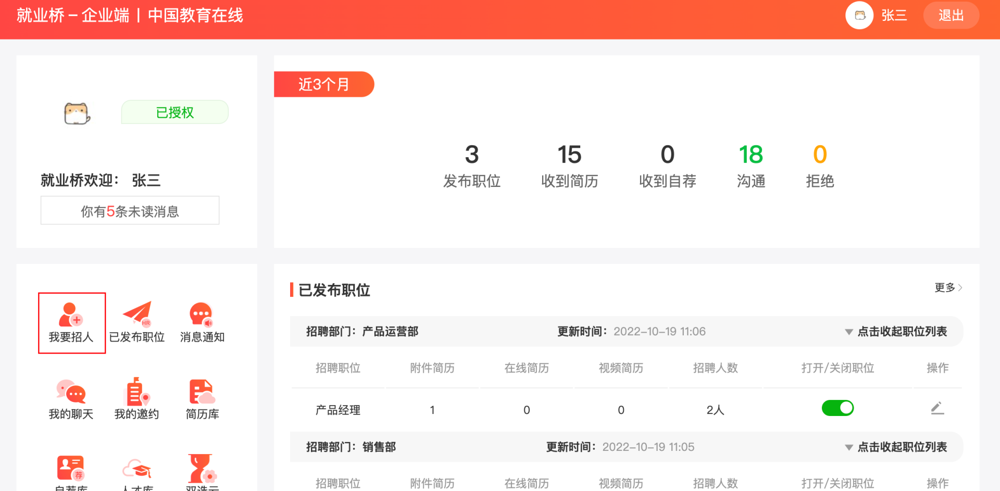 就业桥 – 企业端 | 中国教育在线
张三
退出
已授权
就业桥欢迎： 张三
你有5条未读消息
近3个月
3 15 0 18 0
发布职位 收到简历 收到自荐 沟通 拒绝
我要招人 已发布职位 消息通知
HR
我的聊天 我的邀约 简历库
荐
自荐库 人才库 双选云
已发布职位
更多
招聘部门：产品运营部 更新时间：2022-10-19 11:06 点击收起职位列表
招聘职位 附件简历 在线简历 视频简历 招聘人数 打开/关闭职位 操作
产品经理 1 0 0 2人
招聘部门：销售部 更新时间：2022-10-19 11:05 点击收起职位列表
招聘职位 附件简历 在线简历 视频简历 招聘人数 打开/关闭职位 操作